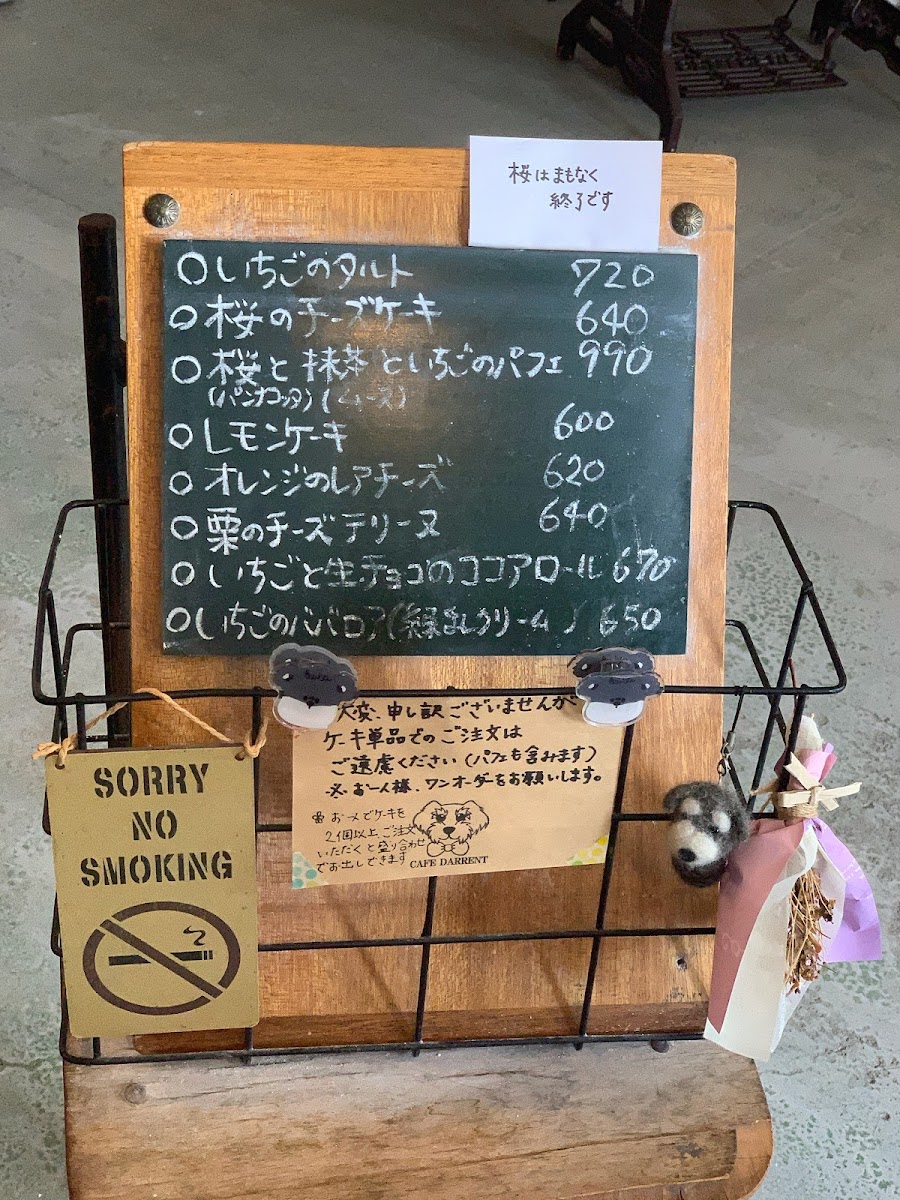 桜はまもなく
終了です
○いちごのタルト 720
○桜のチーズケーキ 640
○桜と抹茶といちごのパフェ 990
(パンナコッタ)(ムース)
○レモンケーキ 600
○オレンジのレアチーズ 620
○栗のチーズテリーヌ 640
○いちごと生チョコのココアロール 670
○いちごのババロア(練乳クリーム) 650
大変、申し訳ございませんが
ケーキ単品でのご注文は
ご遠慮ください(パフェも含みます)
お一人様、ワンオーダーをお願いします。
お一人でケーキを
2個以上、ご注文
いただくと盛り合わせ
でお出しできます
CAFE DARRENT
SORRY
NO
SMOKING